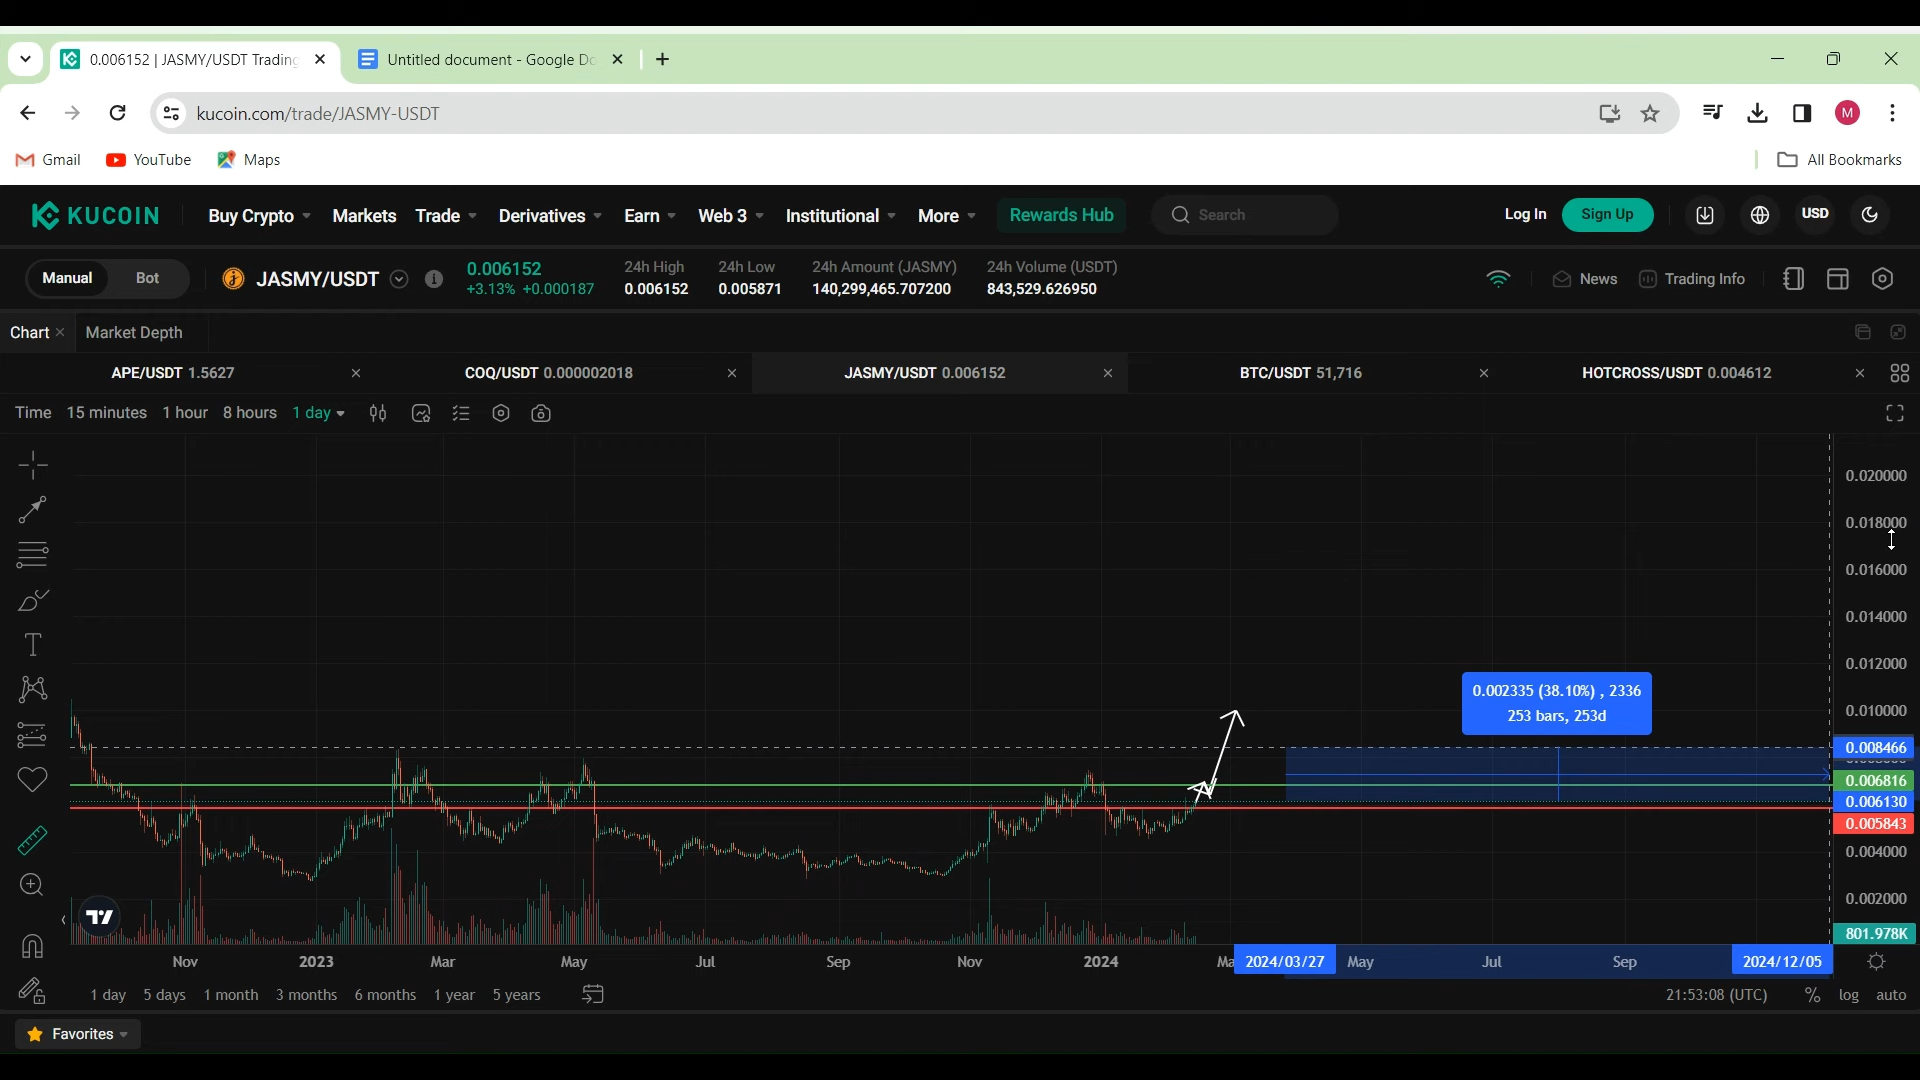 0.006152 | JASMY/USDT Trading
Untitled document - Google Do
kucoin.com/trade/JASMY-USDT
M
Gmail YouTube Maps All Bookmarks
KUCOIN Buy Crypto Markets Trade Derivatives Earn Web 3 Institutional More Rewards Hub Search Log In Sign Up USD
Manual Bot JASMY/USDT
0.006152
+3.13% +0.000187
24h High
0.006152
24h Low
0.005871
24h Amount (JASMY)
140,299,465.707200
24h Volume (USDT)
843,529.626950
News Trading Info
Chart Market Depth
APE/USDT 1.5627 COQ/USDT 0.000002018 JASMY/USDT 0.006152 BTC/USDT 51,716 HOTCROSS/USDT 0.004612
Time 15 minutes 1 hour 8 hours 1 day
0.020000
0.018000
0.016000
0.014000
0.012000
0.002335 (38.10%) , 2336
253 bars, 253d
0.010000
0.008466
0.006816
0.006130
0.005843
0.004000
0.002000
801.978K
Nov 2023 Mar May Jul Sep Nov 2024 Ma 2024/03/27 May Jul Sep 2024/12/05
1 day 5 days 1 month 3 months 6 months 1 year 5 years 21:53:08 (UTC) % log auto
Favorites